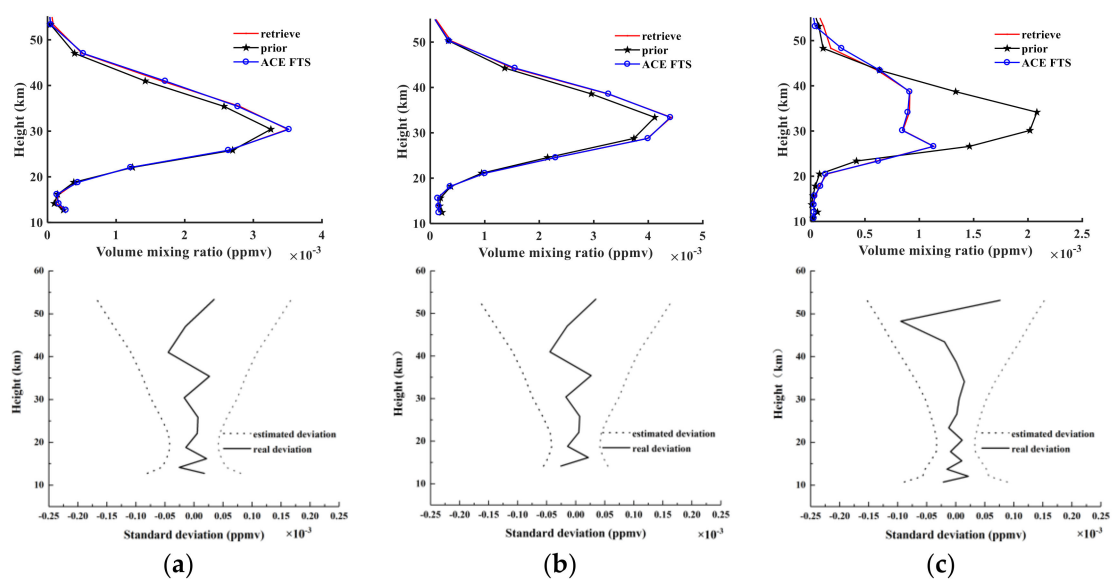 50
40
30
20
10
Height (km)
retrieve
prior
ACE FTS
0 1 2 3 4
Volume mixing ratio (ppmv) ×10⁻³
50
40
30
20
10
Height (km)
retrieve
prior
ACE FTS
0 1 2 3 4 5
Volume mixing ratio (ppmv) ×10⁻³
50
40
30
20
10
Height (km)
retrieve
prior
ACE FTS
0 0.5 1 1.5 2 2.5
Volume mixing ratio (ppmv) ×10⁻³
60
50
40
30
20
10
Height (km)
estimated deviation
real deviation
-0.25 -0.20 -0.15 -0.10 -0.05 0.00 0.05 0.10 0.15 0.20 0.25
Standard deviation (ppmv) ×10⁻³
(a)
60
50
40
30
20
10
Height (km)
estimated deviation
real deviation
-0.25 -0.20 -0.15 -0.10 -0.05 0.00 0.05 0.10 0.15 0.20 0.25
Standard deviation (ppmv) ×10⁻³
(b)
60
50
40
30
20
10
Height (km)
estimated deviation
real deviation
-0.25 -0.20 -0.15 -0.10 -0.05 0.00 0.05 0.10 0.15 0.20 0.25
Standard deviation (ppmv) ×10⁻³
(c)